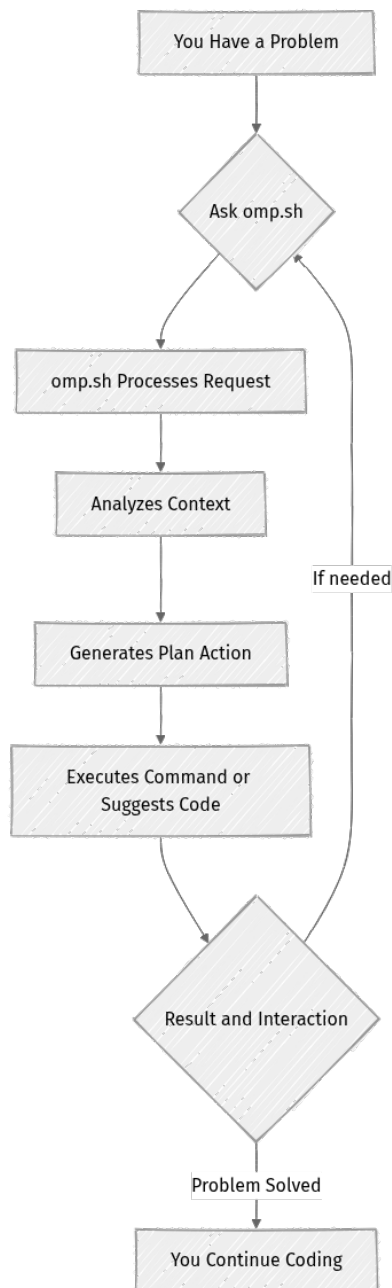 You Have a Problem
Ask omp.sh
omp.sh Processes Request
Analyzes Context
If needed
Generates Plan Action
Executes Command or
Suggests Code
Result and Interaction
Problem Solved
You Continue Coding